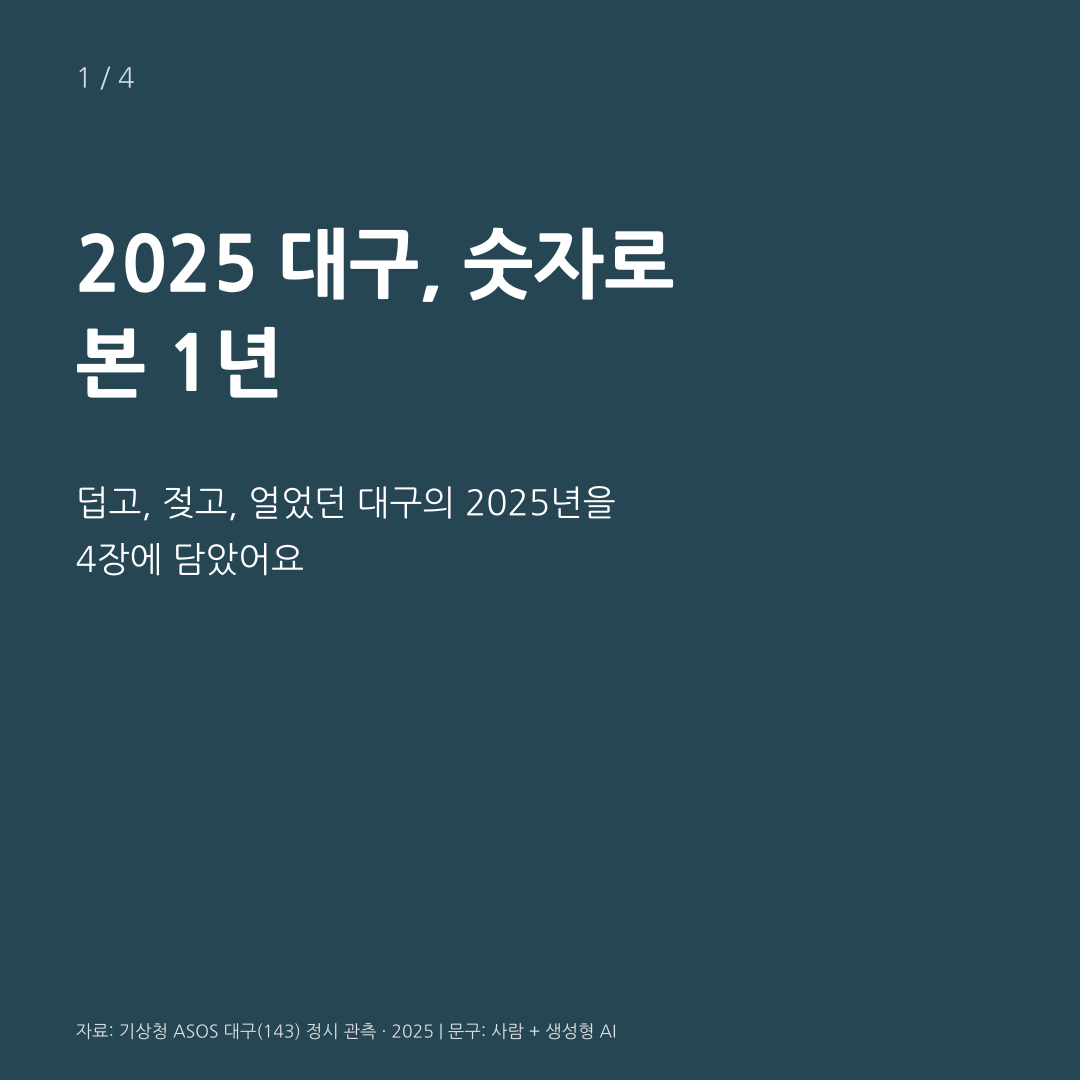 1 / 4
2025 대구, 숫자로
본 1년
덥고, 젖고, 얼었던 대구의 2025년을
4장에 담았어요
자료: 기상청 ASOS 대구(143) 정시 관측 · 2025 | 문구: 사람 + 생성형 AI